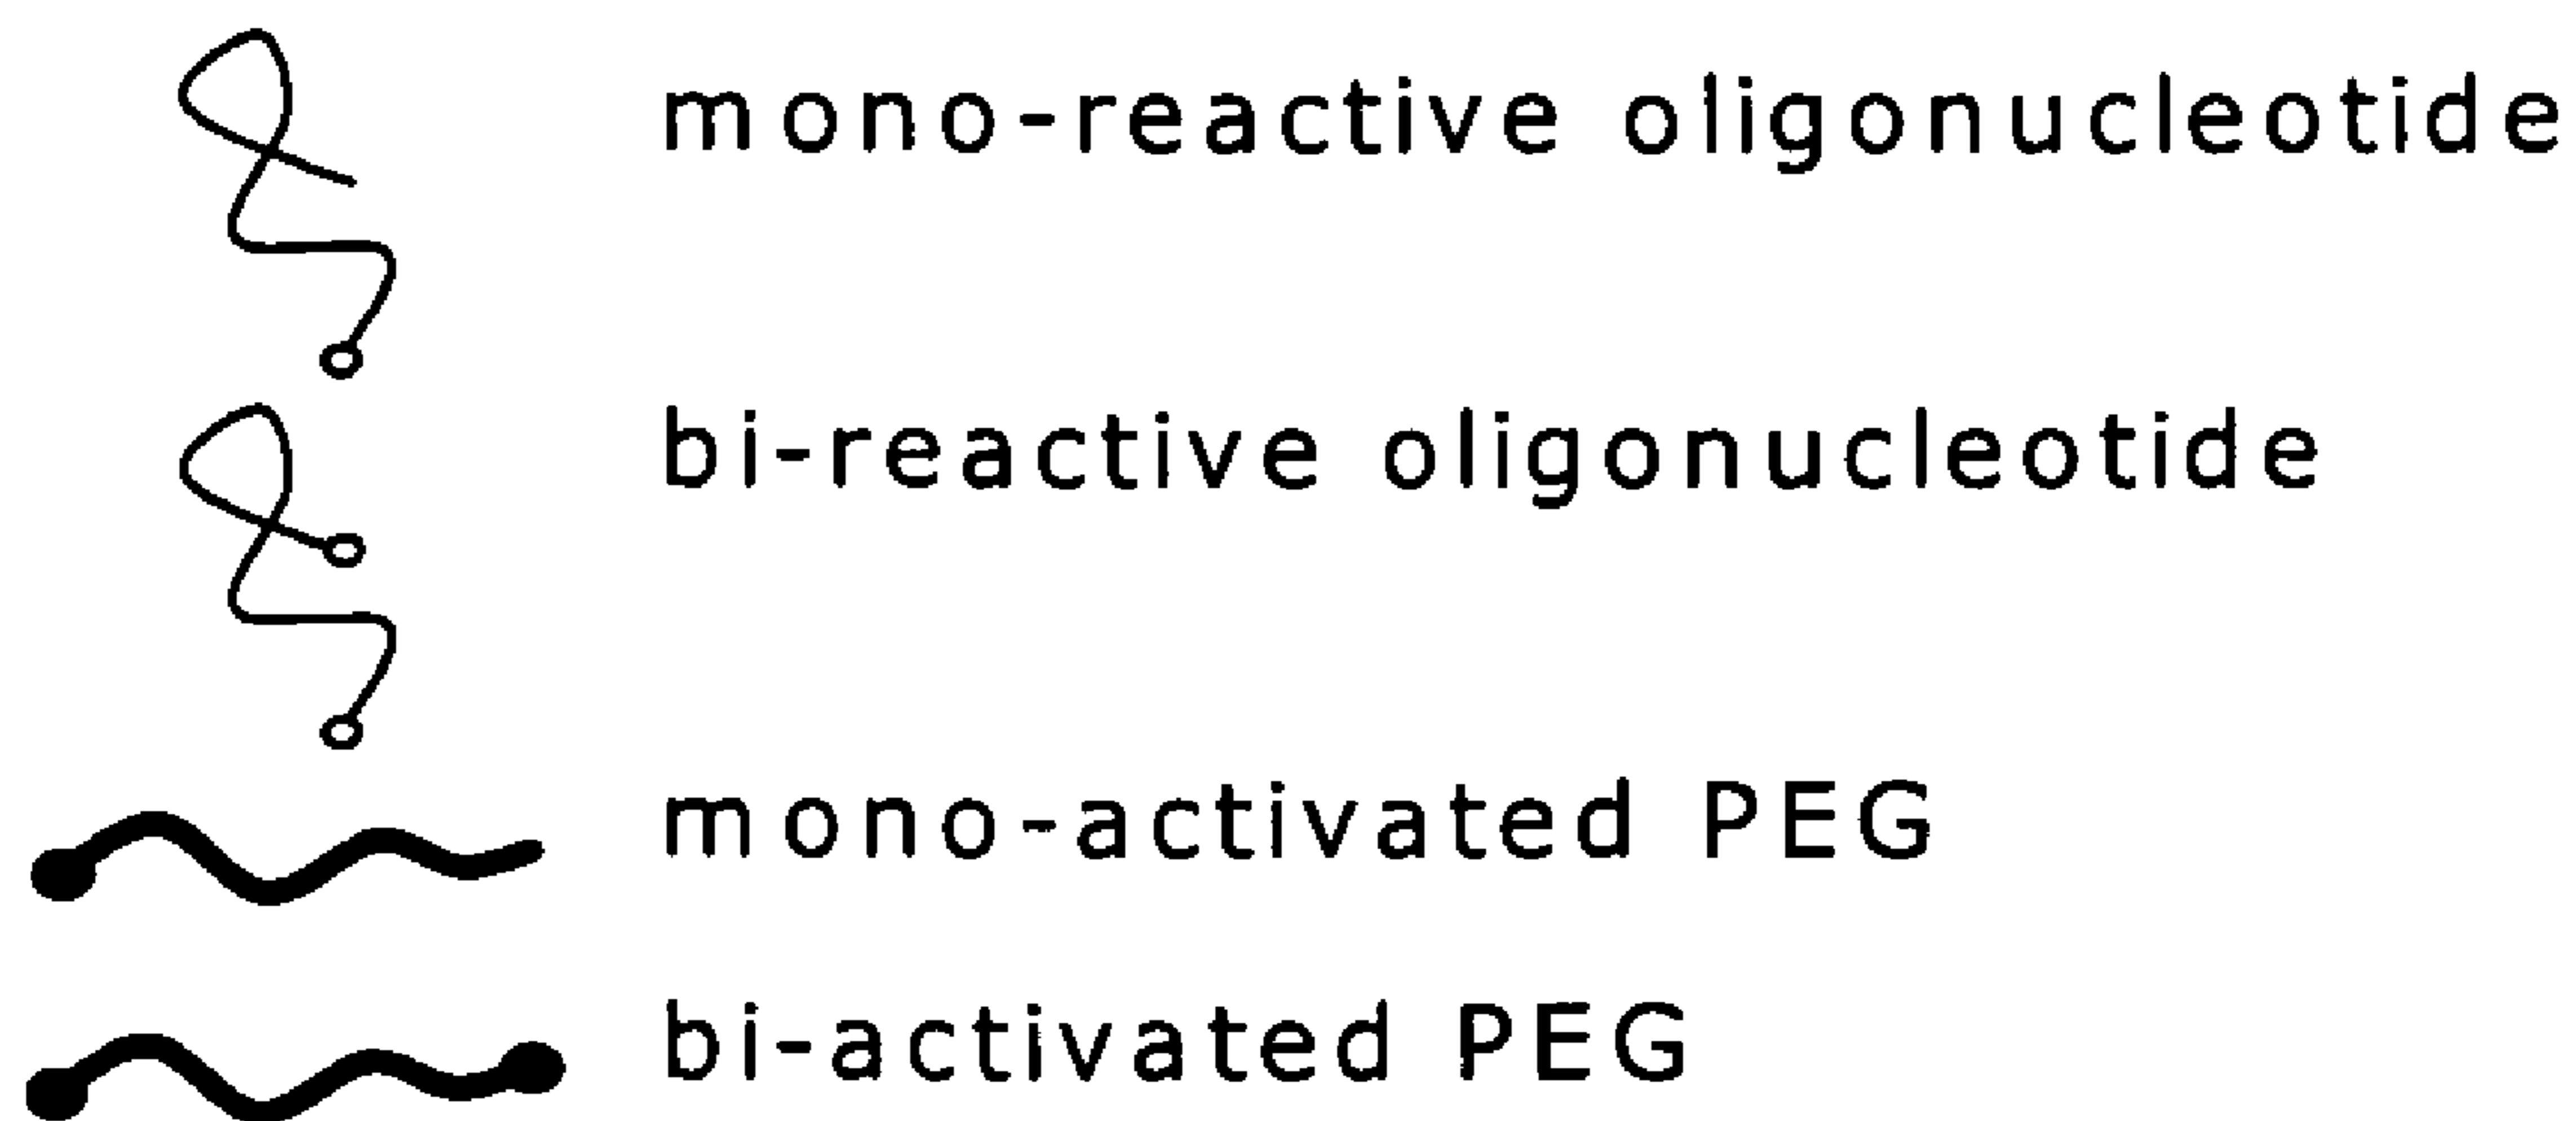 mono-reactive oligonucleotide
bi-reactive oligonucleotide
mono-activated PEG
bi-activated PEG